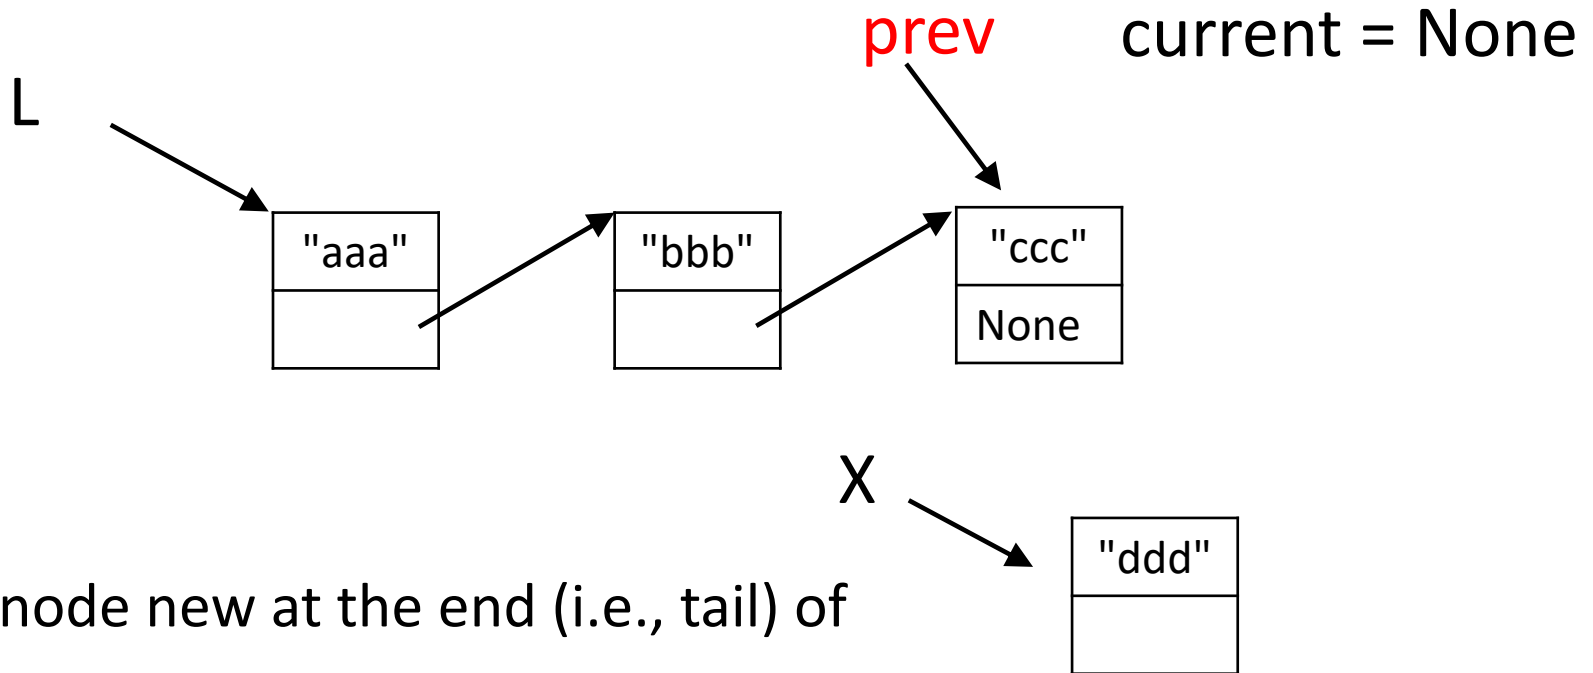 prev
current = None
L
"aaa"
"bbb"
"ccc"
None
X
"ddd"
node new at the end (i.e., tail) of